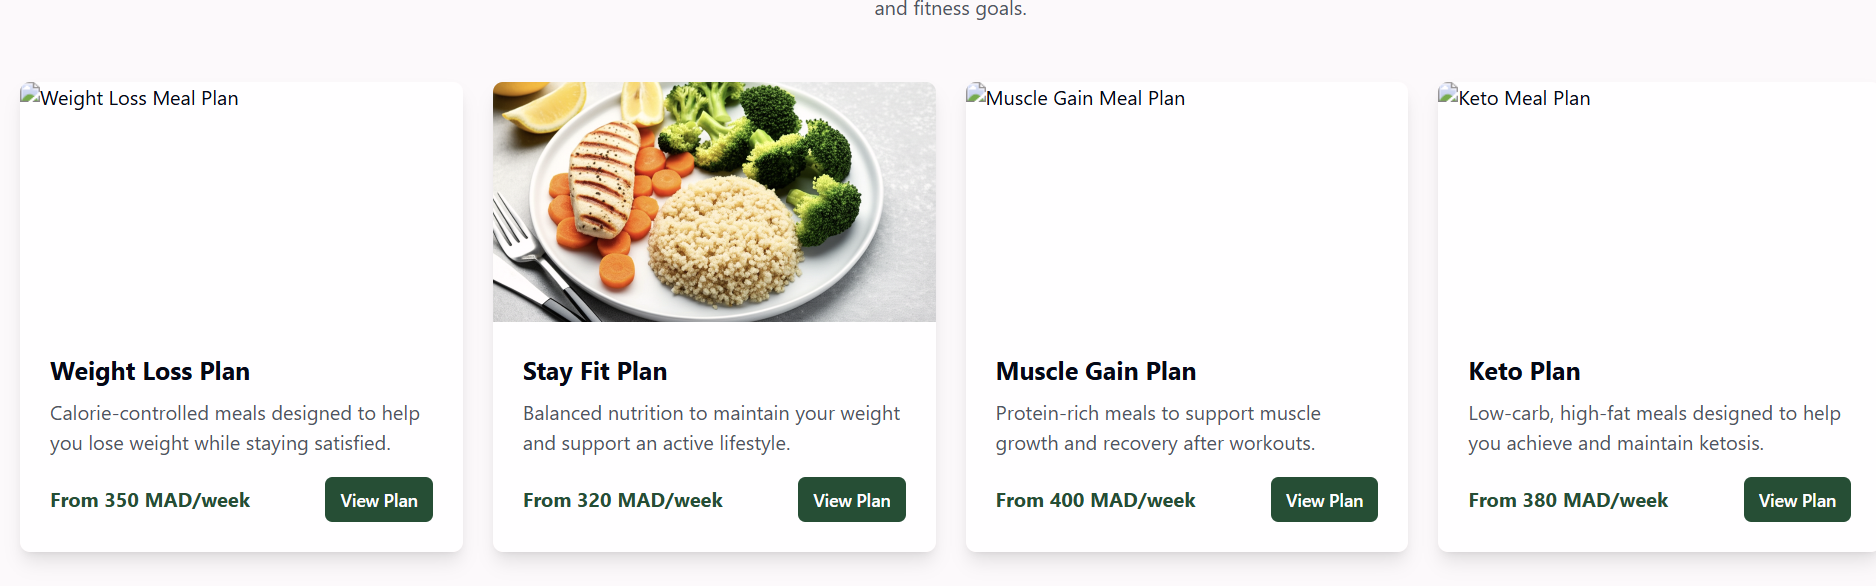 and fitness goals.
Weight Loss Meal Plan
Weight Loss Plan
Calorie-controlled meals designed to help
you lose weight while staying satisfied.
From 350 MAD/week
View Plan
Stay Fit Plan
Balanced nutrition to maintain your weight
and support an active lifestyle.
From 320 MAD/week
View Plan
Muscle Gain Meal Plan
Muscle Gain Plan
Protein-rich meals to support muscle
growth and recovery after workouts.
From 400 MAD/week
View Plan
Keto Meal Plan
Keto Plan
Low-carb, high-fat meals designed to help
you achieve and maintain ketosis.
From 380 MAD/week
View Plan